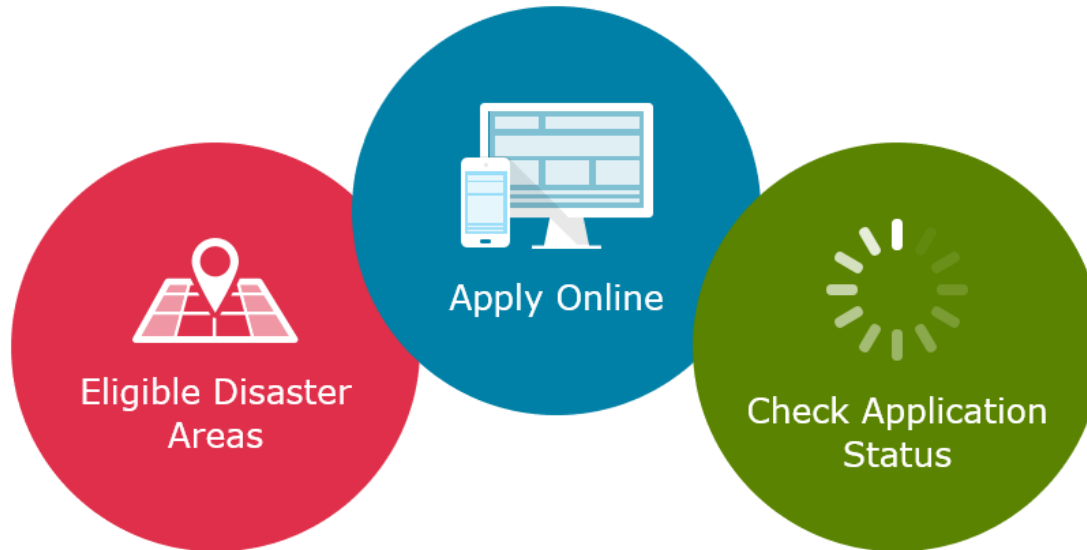 Eligible Disaster
Areas
Apply Online
Check Application
Status